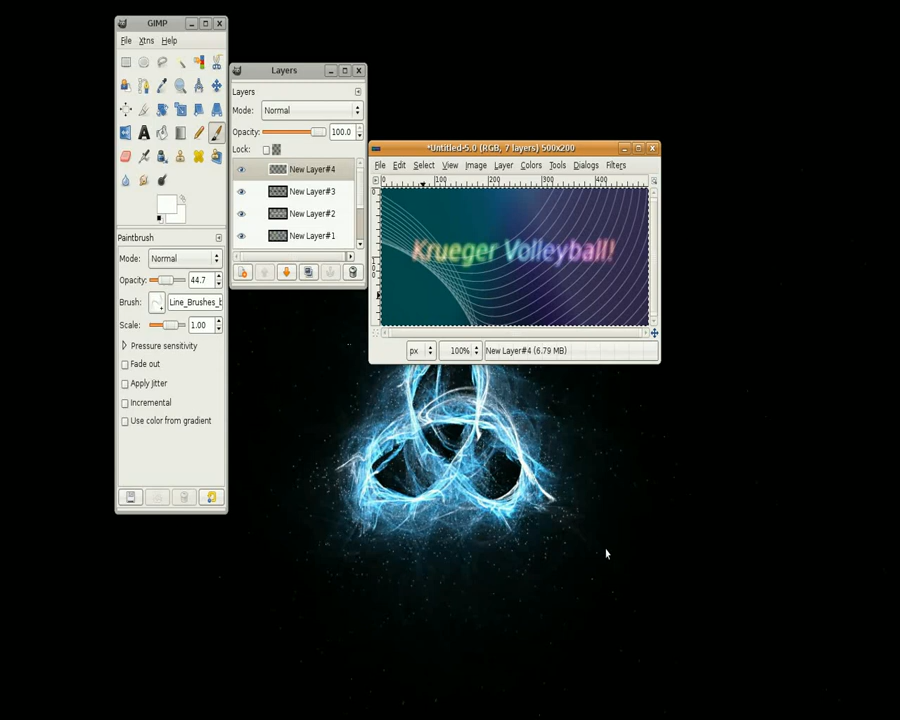 GIMP
File Xtns Help
Paintbrush
Mode: Normal
Opacity: 44.7
Brush: Line_Brushes_b
Scale: 1.00
Pressure sensitivity
Fade out
Apply Jitter
Incremental
Use color from gradient
Layers
Layers
Mode: Normal
Opacity: 100.0
Lock:
New Layer#4
New Layer#3
New Layer#2
New Layer#1
*Untitled-5.0 (RGB, 7 layers) 500x200
File Edit Select View Image Layer Colors Tools Dialogs Filters
0 100 200 300 400
0
100
Krueger Volleyball!
px 100% New Layer#4 (6.79 MB)